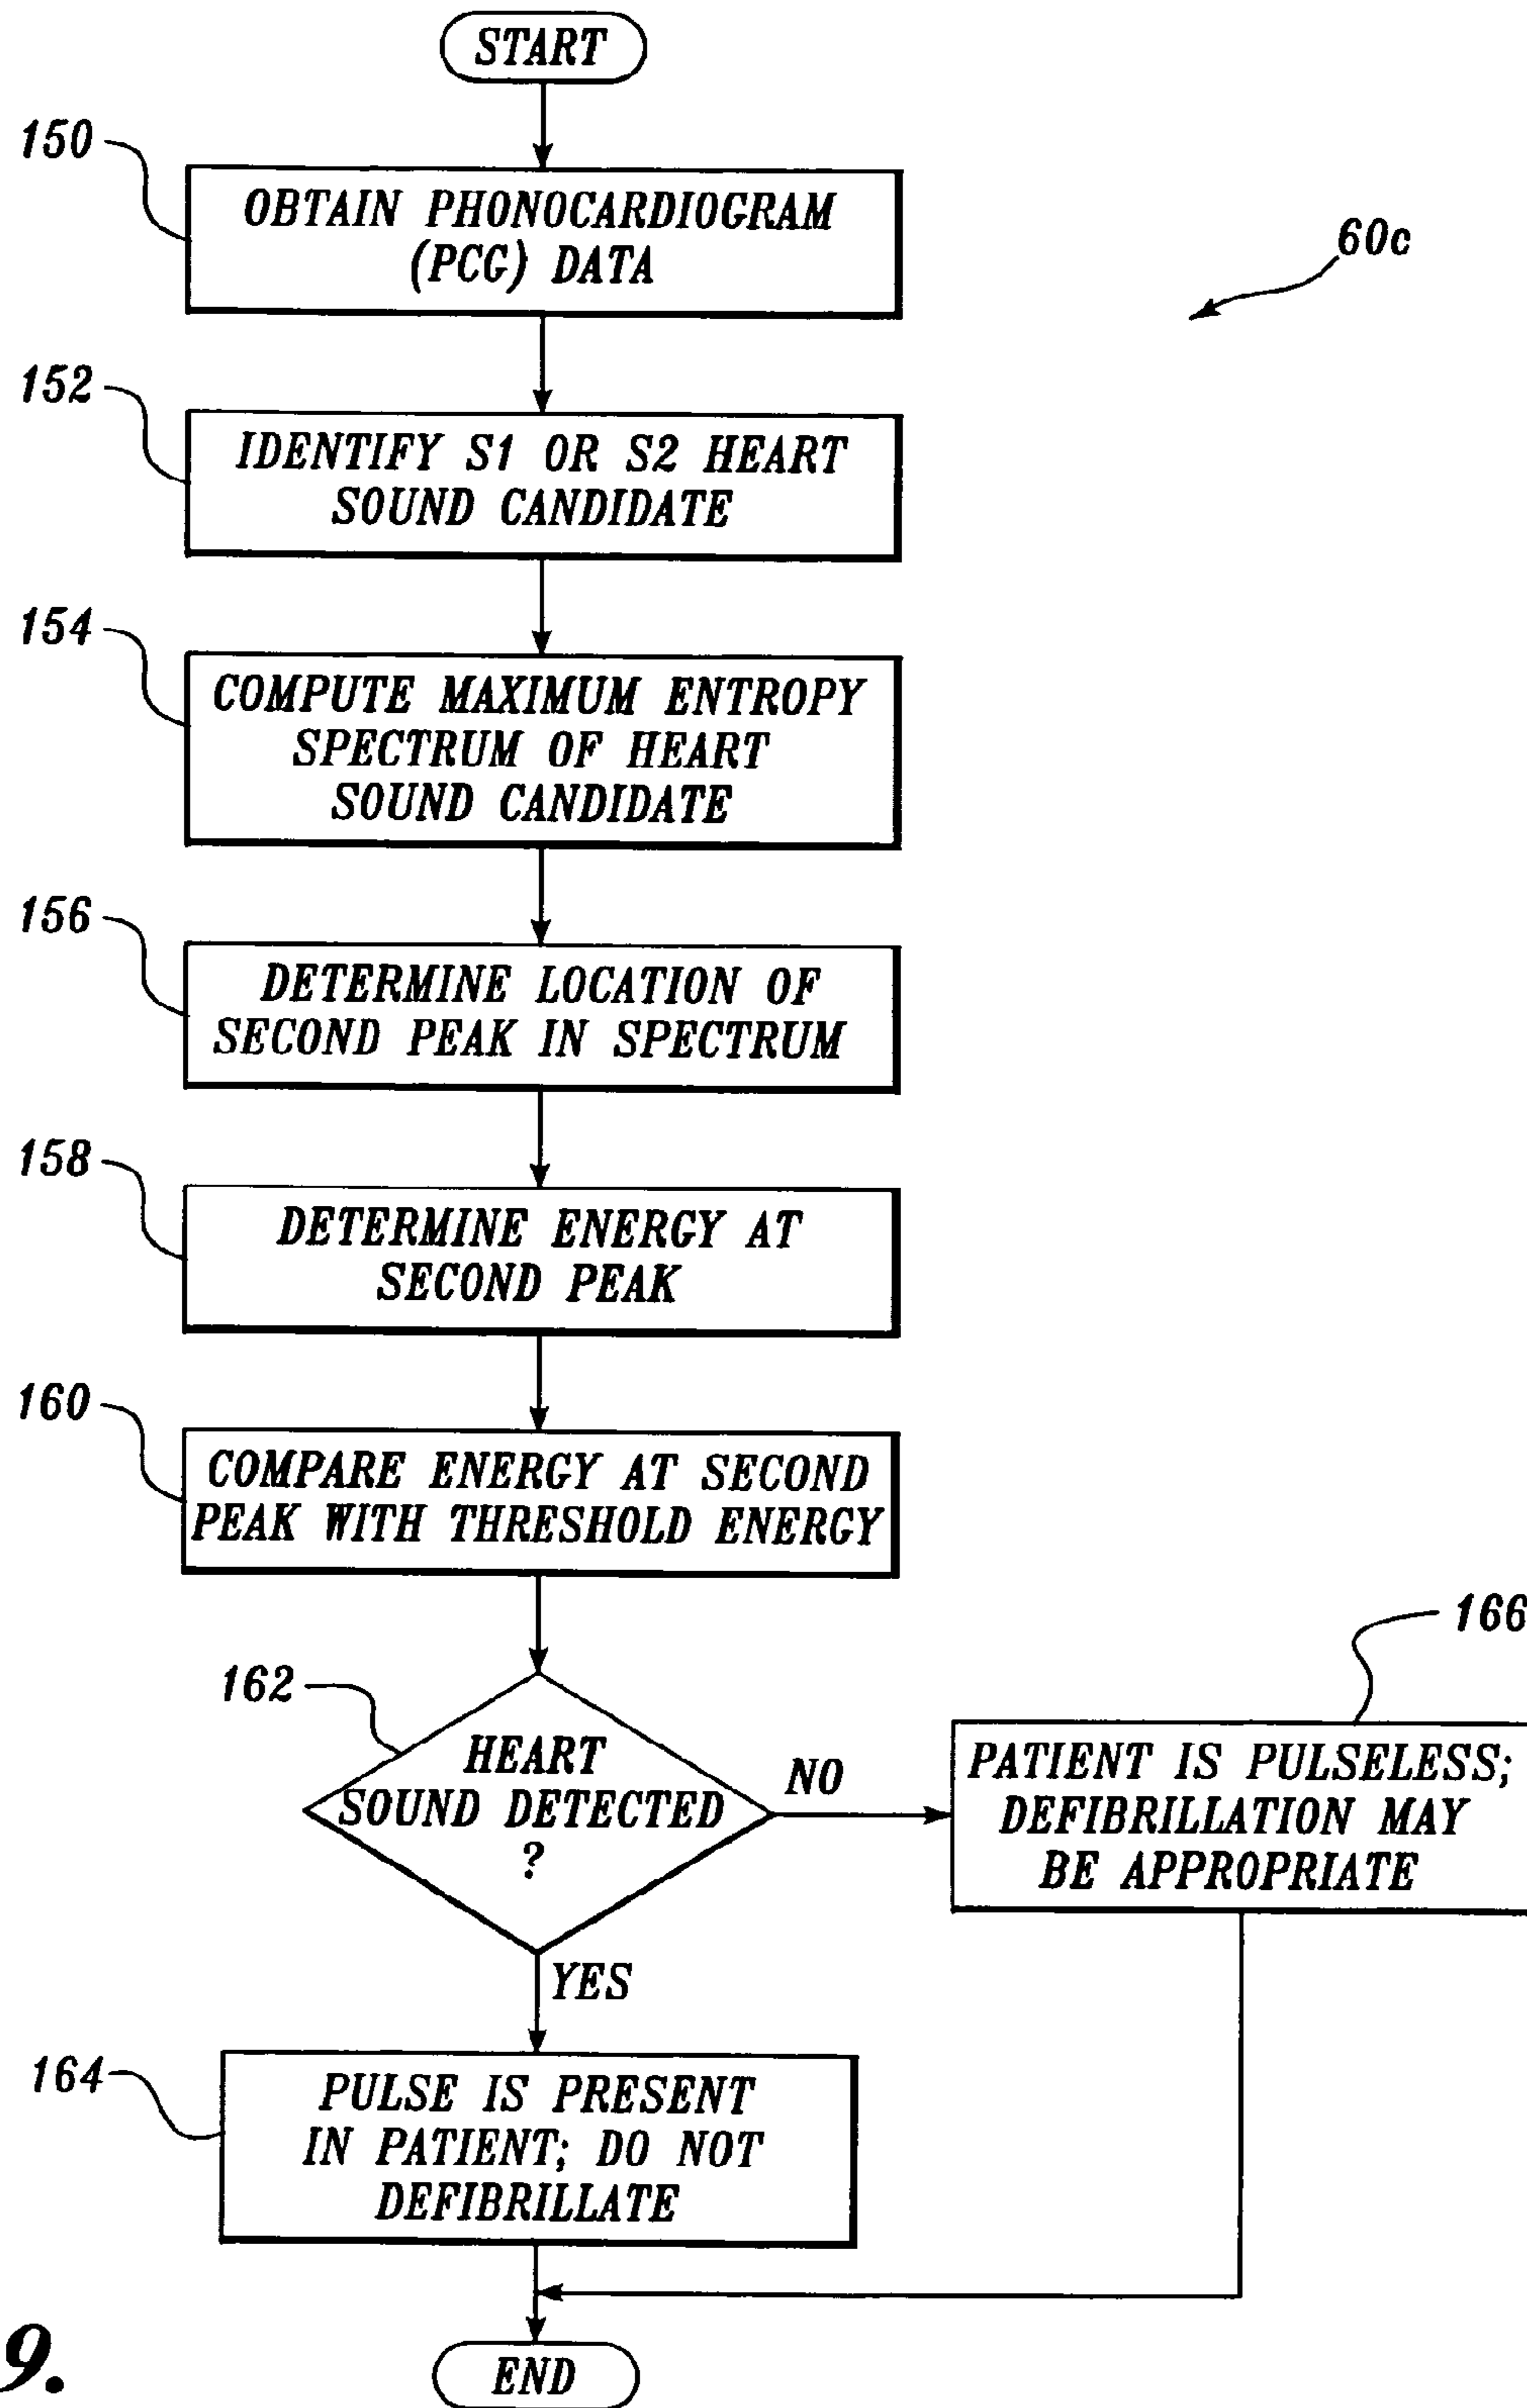 START
150
OBTAIN PHONOCARDIOGRAM
(PCG) DATA
60c
152
IDENTIFY S1 OR S2 HEART
SOUND CANDIDATE
154
COMPUTE MAXIMUM ENTROPY
SPECTRUM OF HEART
SOUND CANDIDATE
156
DETERMINE LOCATION OF
SECOND PEAK IN SPECTRUM
158
DETERMINE ENERGY AT
SECOND PEAK
160
COMPARE ENERGY AT SECOND
PEAK WITH THRESHOLD ENERGY
162
HEART
SOUND DETECTED
?
NO
166
PATIENT IS PULSELESS;
DEFIBRILLATION MAY
BE APPROPRIATE
YES
164
PULSE IS PRESENT
IN PATIENT; DO NOT
DEFIBRILLATE
END
9.